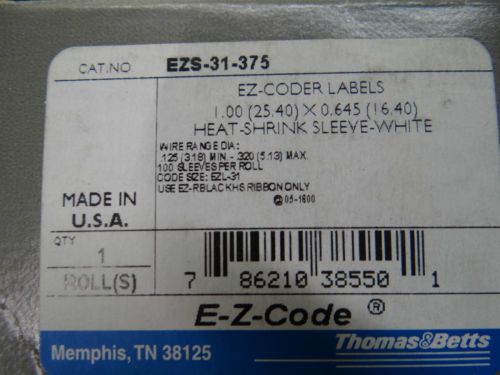 CAT.NO. EZS-31-375
EZ-CODER LABELS
1.00 (25.40) X 0.645 (16.40)
HEAT-SHRINK SLEEVE-WHITE
WIRE RANGE DIA:
.125 (3.18) MIN. - .320 (5.13) MAX.
100 SLEEVES PER ROLL
CODE SIZE: EZL-31
USE EZ-RBLACKHS RIBBON ONLY
05-1600
MADE IN
U.S.A.
QTY
1
ROLL(S)
7 86210 38550 1
E-Z-Code ®
Memphis, TN 38125 Thomas&Betts